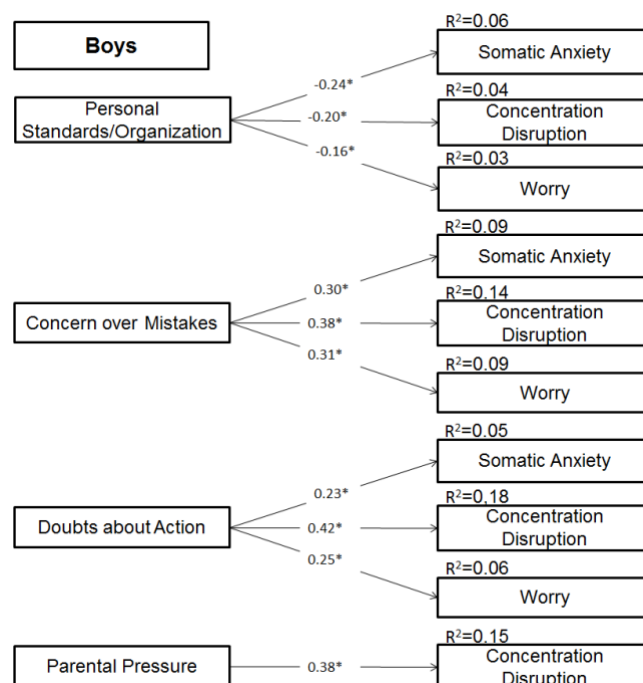 Boys
R²=0.06
Somatic Anxiety
-0.24*
Personal
Standards/Organization
R²=0.04
Concentration
Disruption
-0.20*
-0.16*
R²=0.03
Worry
R²=0.09
Somatic Anxiety
0.30*
Concern over Mistakes
R²=0.14
Concentration
Disruption
0.38*
0.31*
R²=0.09
Worry
R²=0.05
Somatic Anxiety
0.23*
Doubts about Action
R²=0,18
Concentration
Disruption
0.42*
0.25*
R²=0.06
Worry
R²=0.15
Parental Pressure
0.38*
Concentration
Disruption